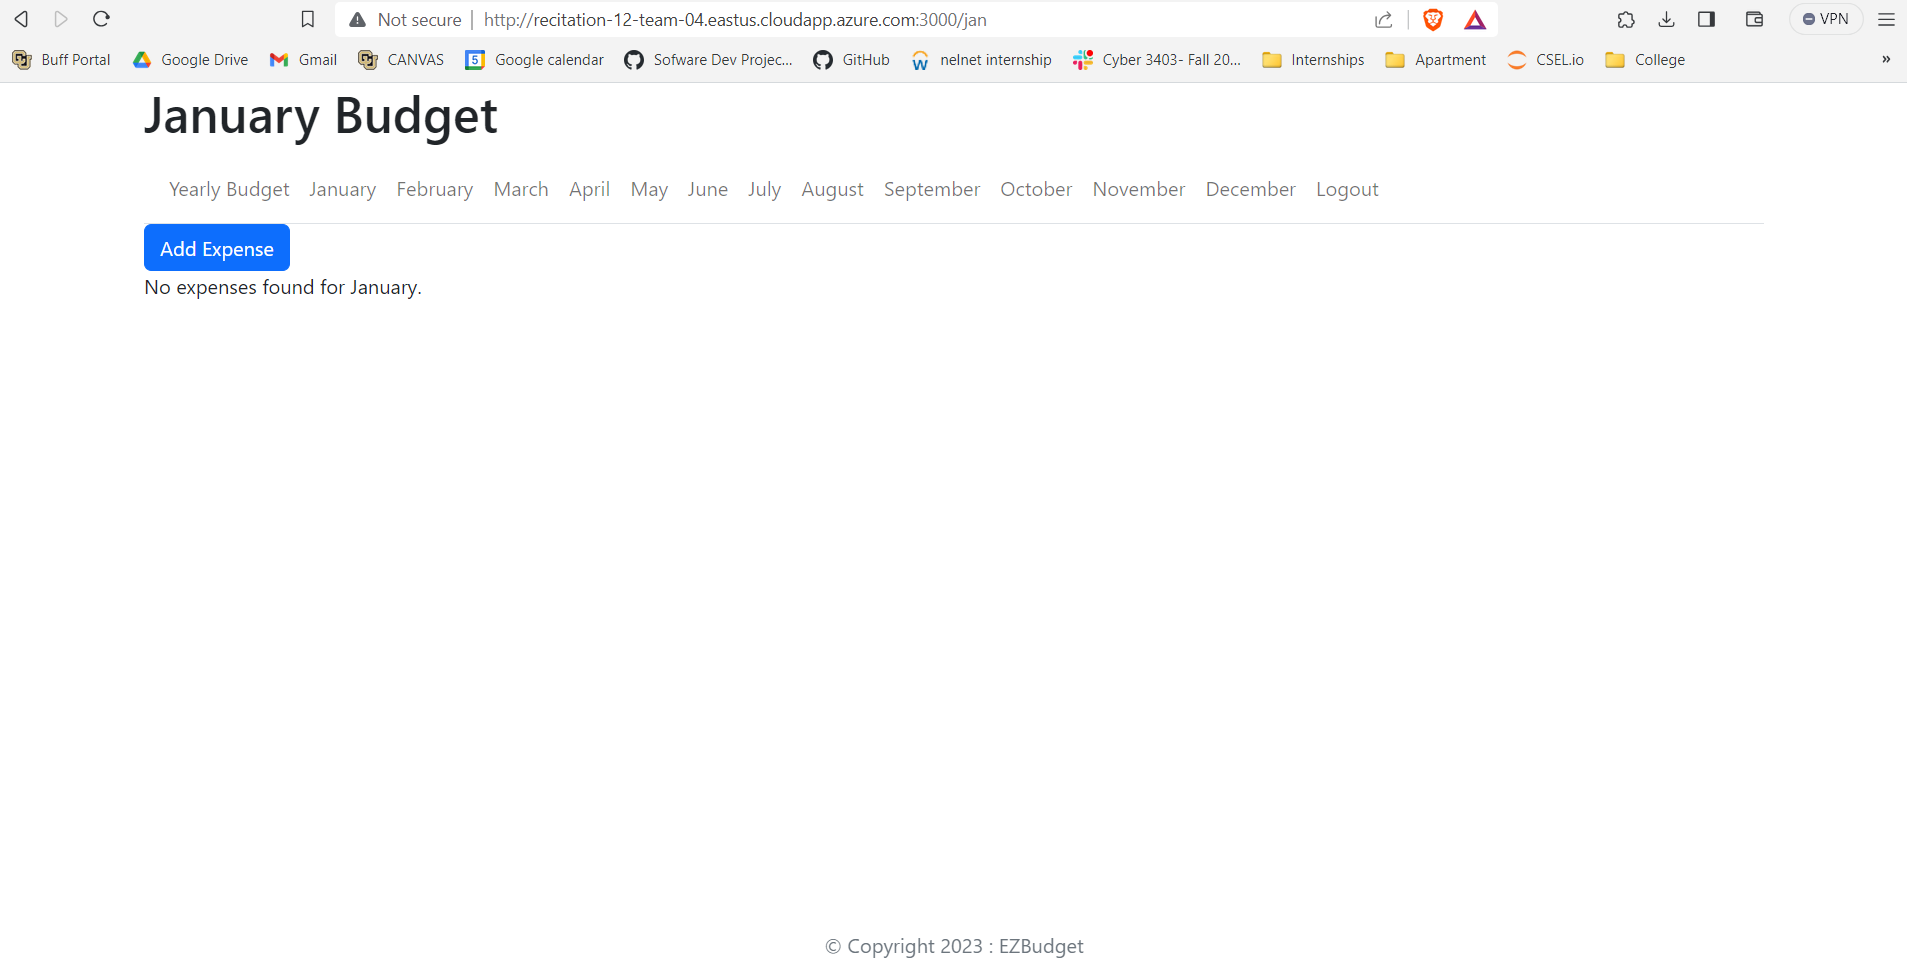 Not secure | http://recitation-12-team-04.eastus.cloudapp.azure.com:3000/jan VPN
Buff Portal Google Drive Gmail CANVAS 5 Google calendar Sofware Dev Projec... GitHub nelnet internship Cyber 3403- Fall 20... Internships Apartment CSEL.io College »
January Budget
Yearly Budget January February March April May June July August September October November December Logout
Add Expense
No expenses found for January.
© Copyright 2023 : EZBudget